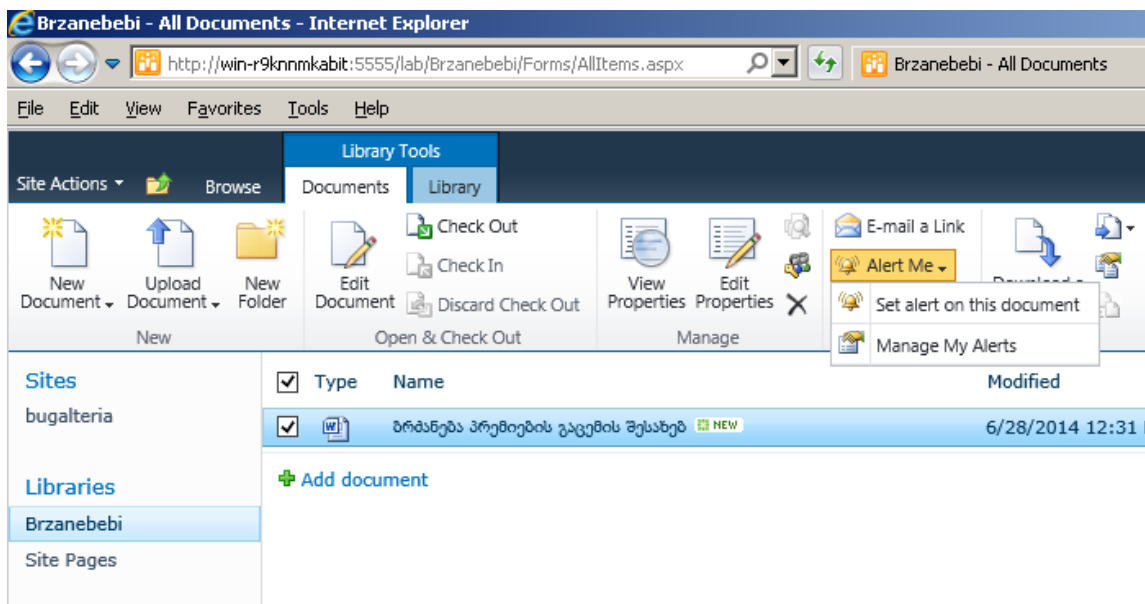 Brzanebebi - All Documents - Internet Explorer
http://win-r9knnmkabit:5555/lab/Brzanebebi/Forms/AllItems.aspx
Brzanebebi - All Documents
File Edit View Favorites Tools Help
Library Tools
Site Actions Browse Documents Library
New Document
Upload Document
New Folder
New
Edit Document
Check Out
Check In
Discard Check Out
Open & Check Out
View Properties
Edit Properties
Manage
E-mail a Link
Alert Me
Set alert on this document
Manage My Alerts
Sites
bugalteria
Libraries
Brzanebebi
Site Pages
Type Name Modified
ბრძანება პრემიების გაცემის შესახებ NEW 6/28/2014 12:31
Add document